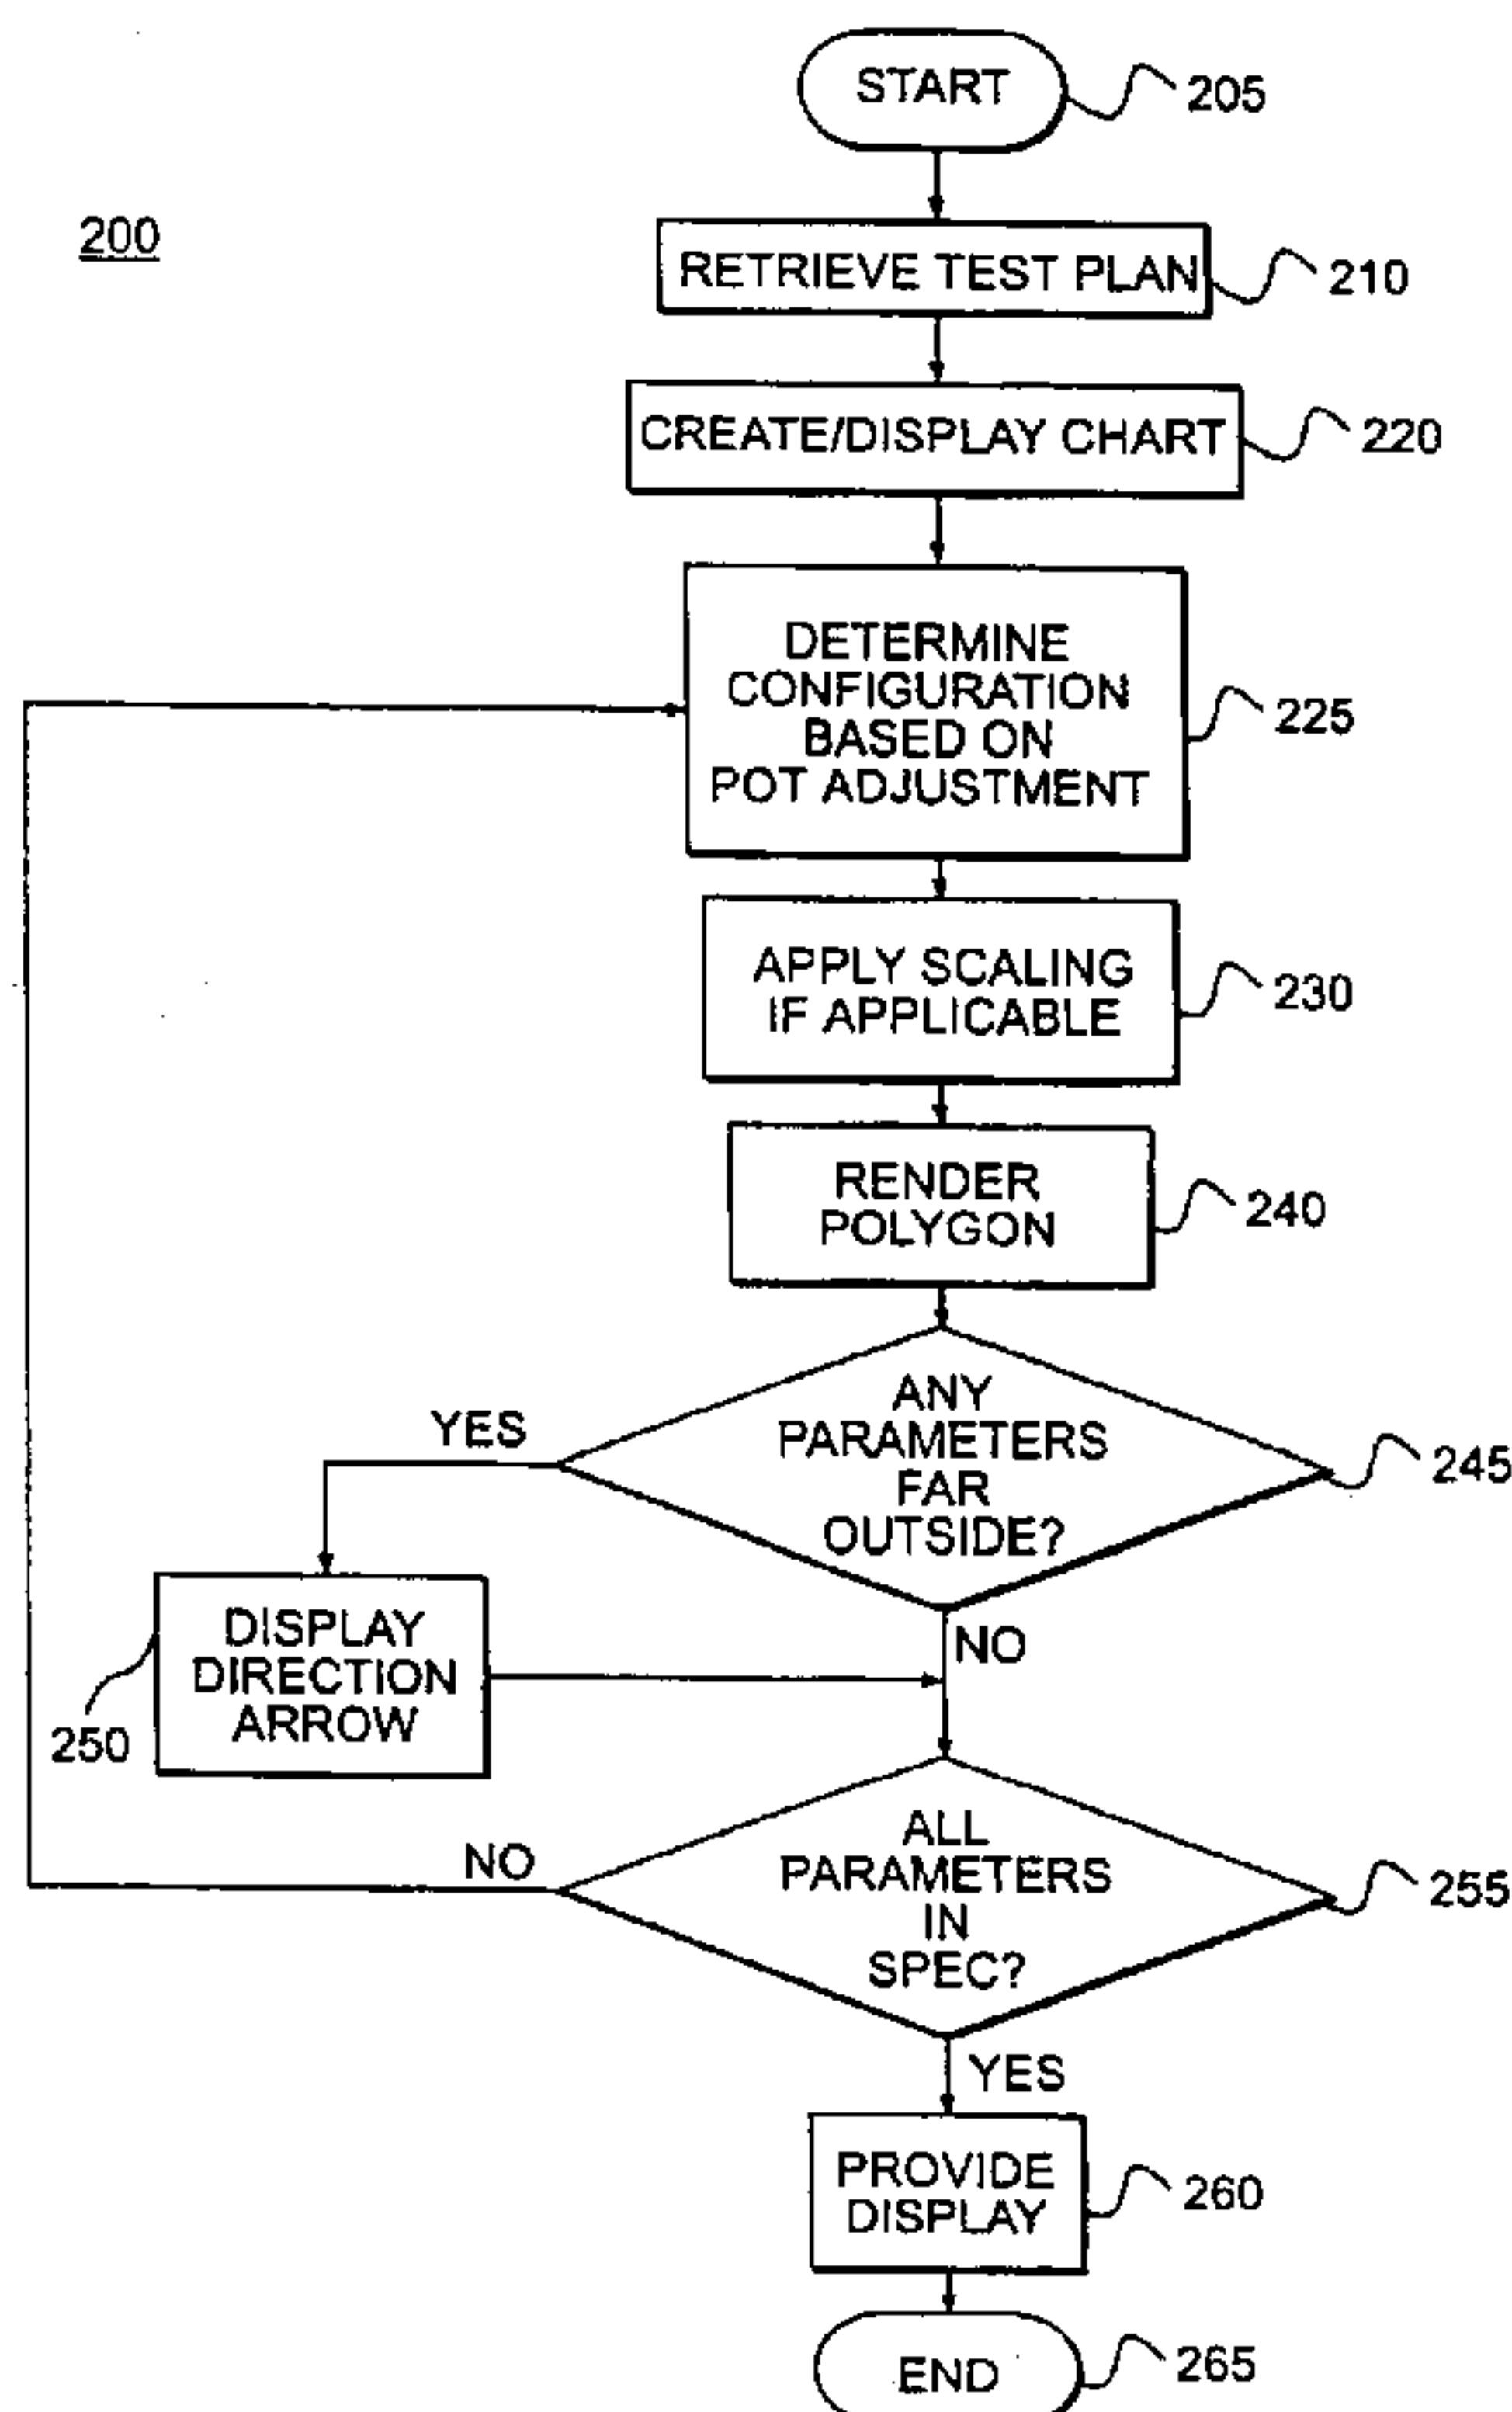 START
205
200
RETRIEVE TEST PLAN
210
CREATE/DISPLAY CHART
220
DETERMINE
CONFIGURATION
BASED ON
POT ADJUSTMENT
225
APPLY SCALING
IF APPLICABLE
230
RENDER
POLYGON
240
ANY
PARAMETERS
FAR
OUTSIDE?
245
YES
NO
DISPLAY
DIRECTION
ARROW
250
ALL
PARAMETERS
IN
SPEC?
255
NO
YES
PROVIDE
DISPLAY
260
END
265